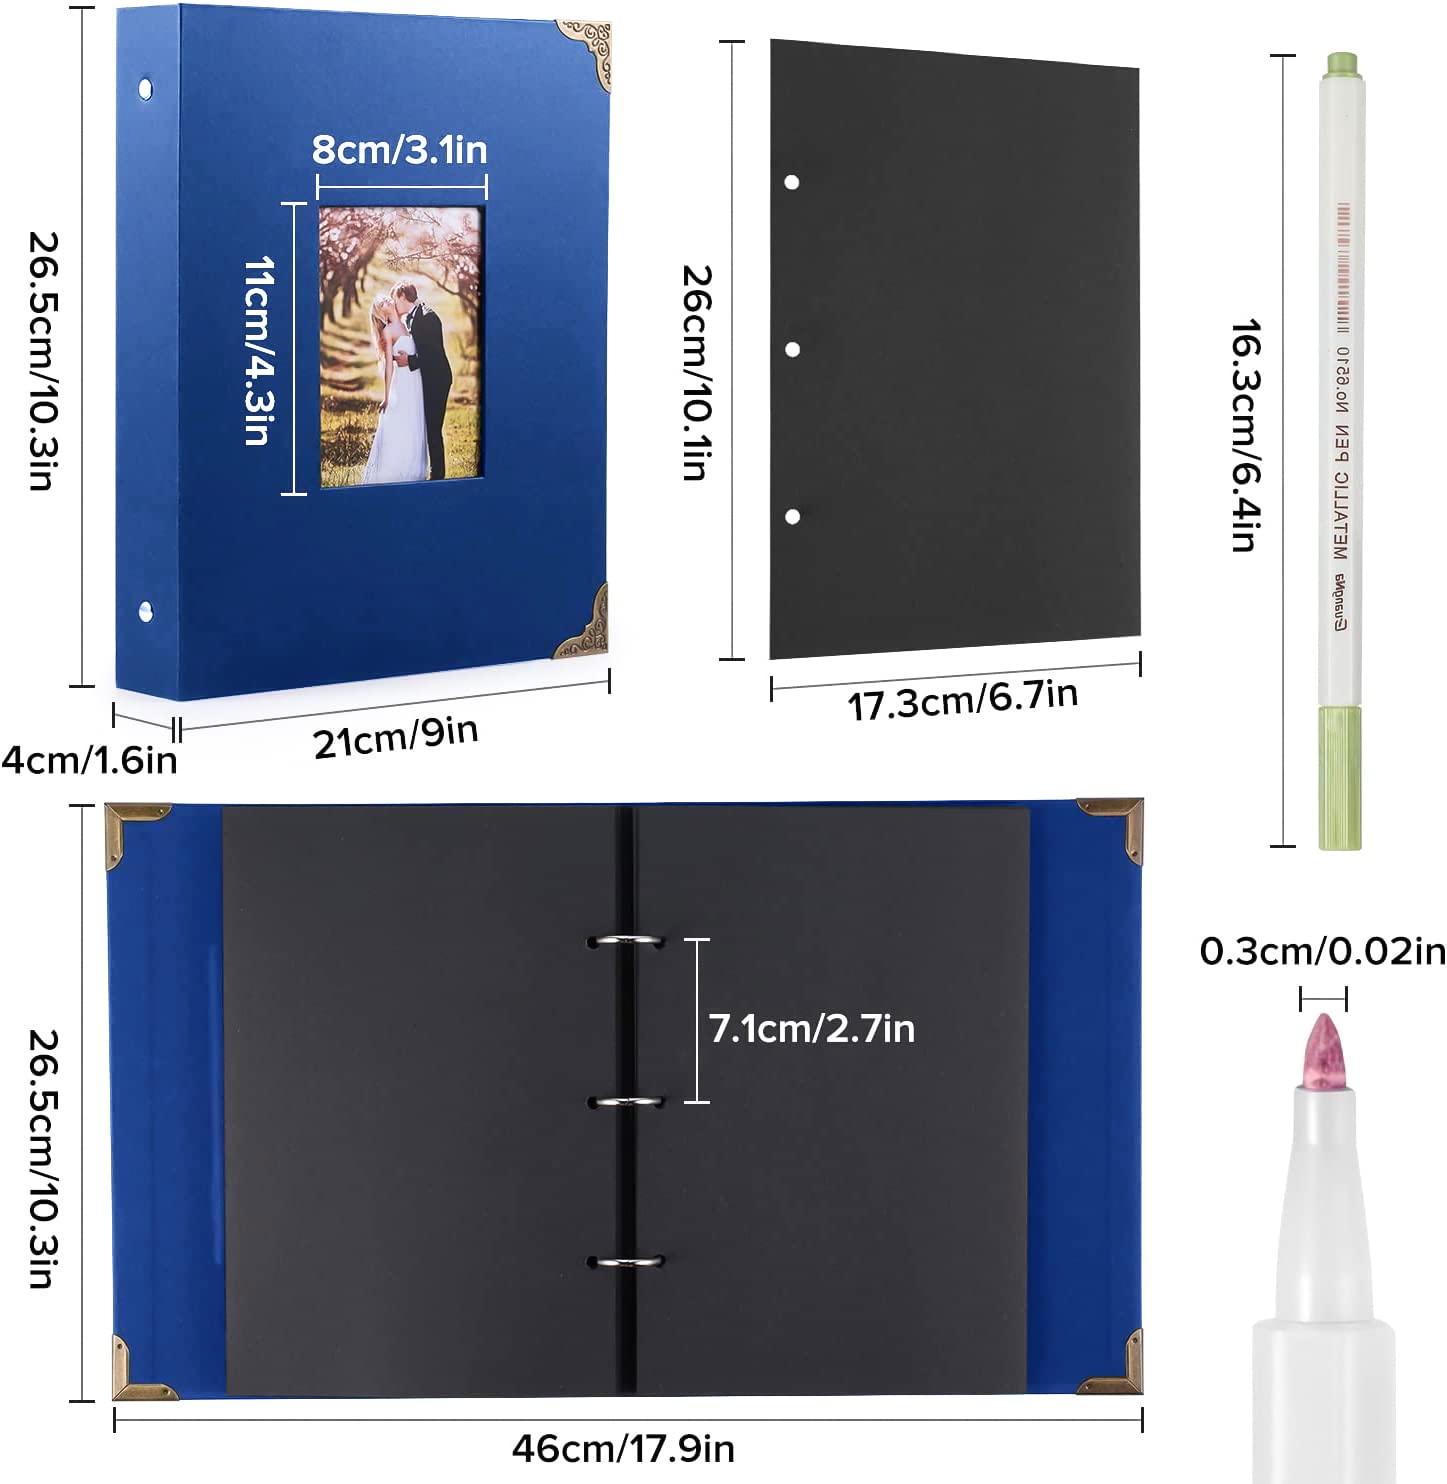 8cm/3.1in
11cm/4.3in
26.5cm/10.3in
4cm/1.6in
21cm/9in
26cm/10.1in
17.3cm/6.7in
16.3cm/6.4in
GuangNa METALLIC PEN No.6510
0.3cm/0.02in
7.1cm/2.7in
26.5cm/10.3in
46cm/17.9in